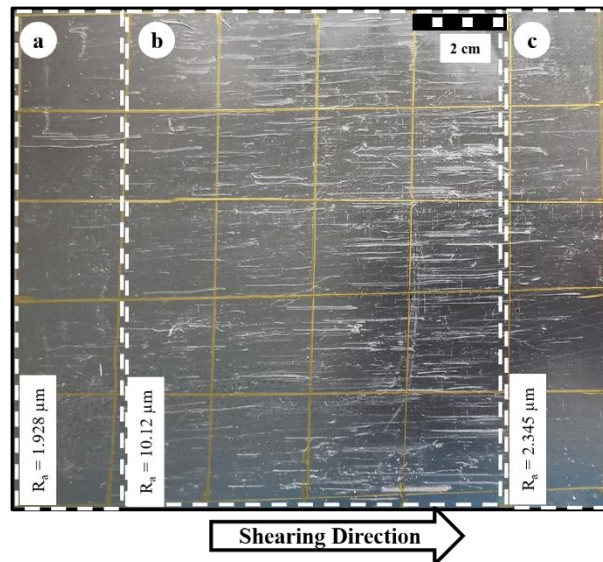 a
b
c
2 cm
Rₐ = 1.928 μm
Rₐ = 10.12 μm
Rₐ = 2.345 μm
Shearing Direction